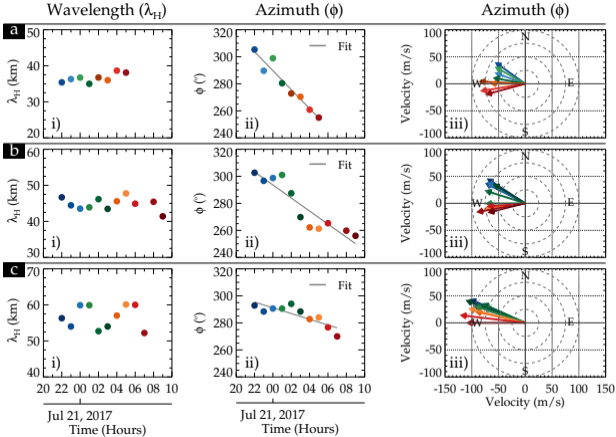 Wavelength (λH)
Azimuth (ϕ)
Azimuth (ϕ)
a
50
40
30
20
λH (km)
i)
320
300
280
260
240
ϕ (°)
Fit
ii)
100
50
0
-50
-100
Velocity (m/s)
N
W
E
S
iii)
b
60
50
40
30
λH (km)
i)
320
300
280
260
240
ϕ (°)
Fit
ii)
100
50
0
-50
-100
Velocity (m/s)
N
W
E
S
iii)
c
70
60
50
40
λH (km)
i)
20 22 00 02 04 06 08 10
Jul 21, 2017
Time (Hours)
320
300
280
260
240
ϕ (°)
Fit
ii)
20 22 00 02 04 06 08 10
Jul 21, 2017
Time (Hours)
100
50
0
-50
-100
Velocity (m/s)
N
W
E
S
iii)
-150 -100 -50 0 50 100 150
Velocity (m/s)